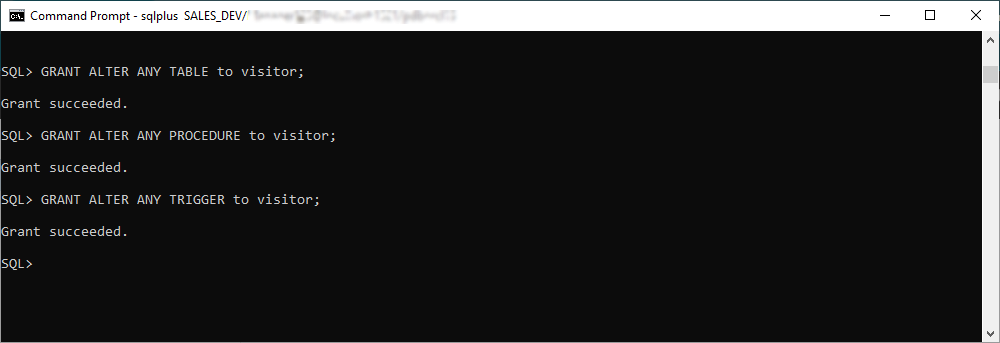 Command Prompt - sqlplus SALES_DEV/
SQL> GRANT ALTER ANY TABLE to visitor;
Grant succeeded.
SQL> GRANT ALTER ANY PROCEDURE to visitor;
Grant succeeded.
SQL> GRANT ALTER ANY TRIGGER to visitor;
Grant succeeded.
SQL>